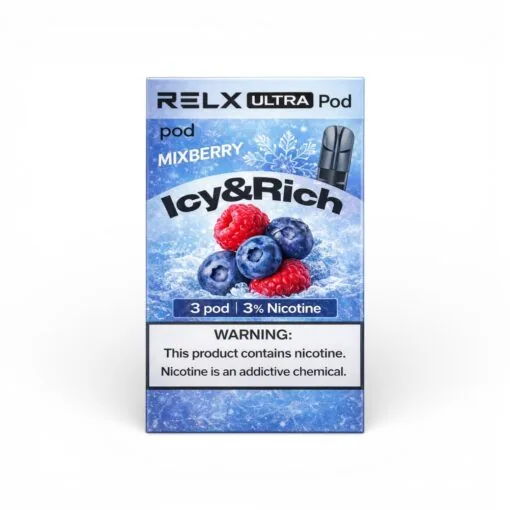 RELX ULTRA Pod
pod
MIXBERRY
Icy&Rich
3 pod | 3% Nicotine
WARNING:
This product contains nicotine.
Nicotine is an addictive chemical.